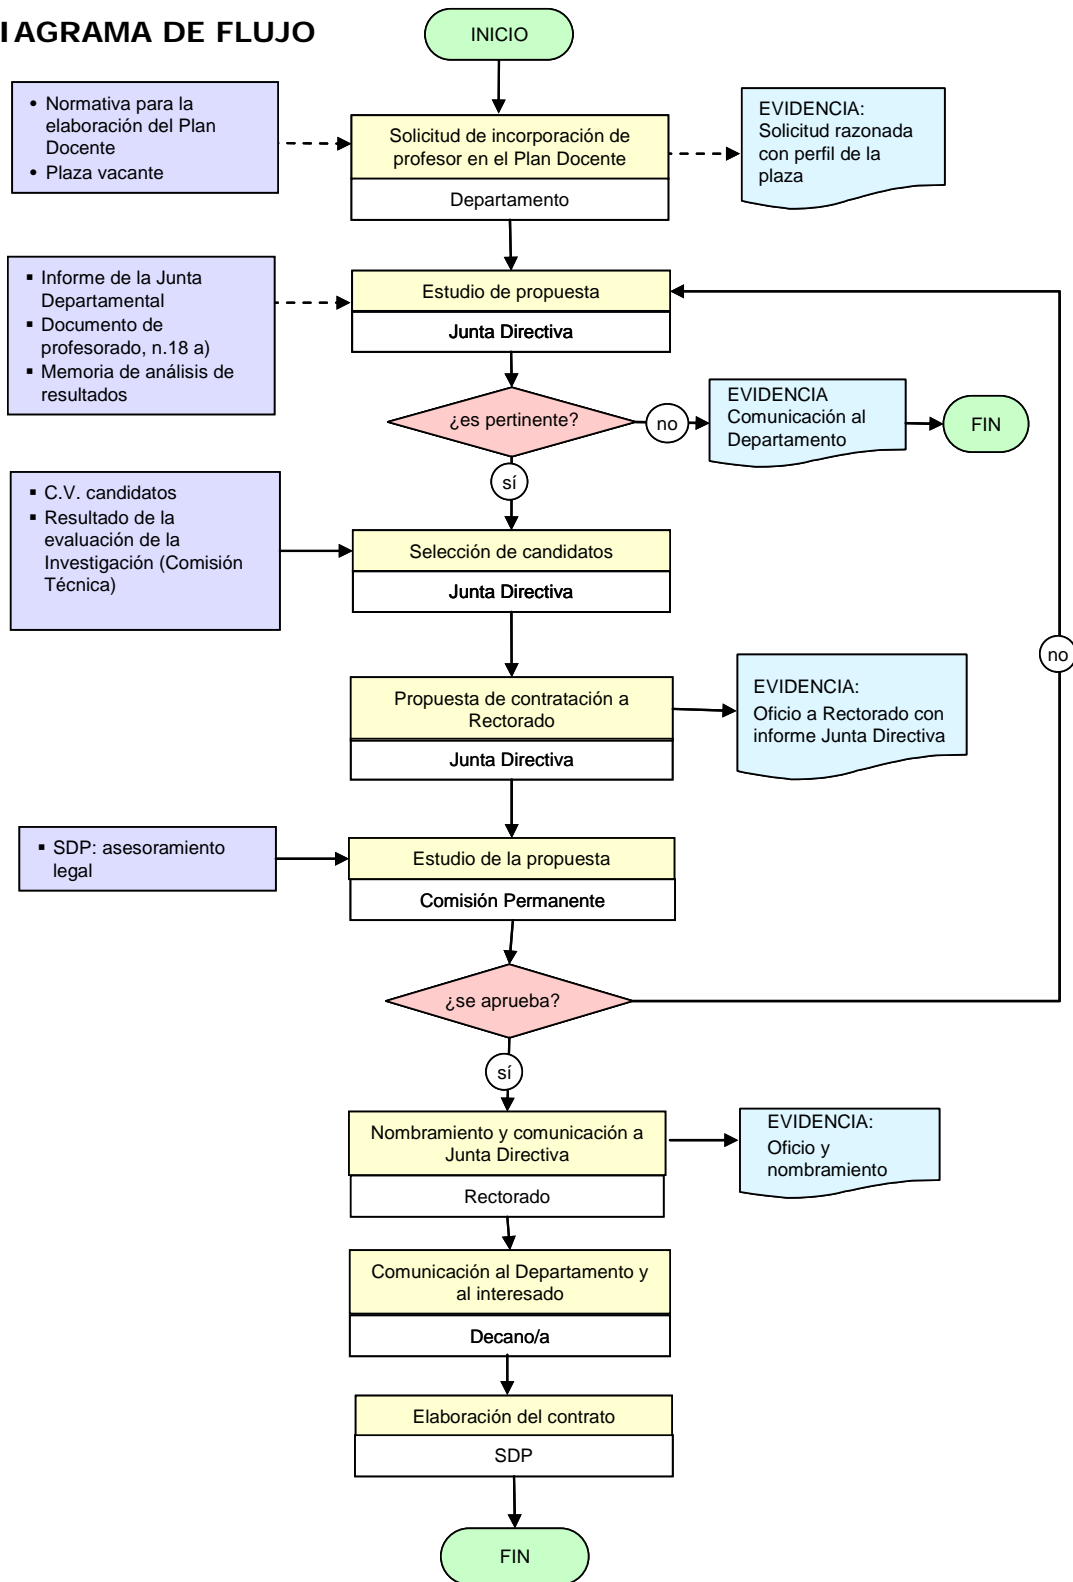 IAGRAMA DE FLUJO
INICIO
• Normativa para la
elaboración del Plan
Docente
• Plaza vacante
Solicitud de incorporación de
profesor en el Plan Docente
Departamento
EVIDENCIA:
Solicitud razonada
con perfil de la
plaza
▪ Informe de la Junta
Departamental
▪ Documento de
profesorado, n.18 a)
▪ Memoria de análisis de
resultados
Estudio de propuesta
Junta Directiva
¿es pertinente?
no
EVIDENCIA
Comunicación al
Departamento
FIN
sí
▪ C.V. candidatos
▪ Resultado de la
evaluación de la
Investigación (Comisión
Técnica)
Selección de candidatos
Junta Directiva
no
Propuesta de contratación a
Rectorado
Junta Directiva
EVIDENCIA:
Oficio a Rectorado con
informe Junta Directiva
▪ SDP: asesoramiento
legal
Estudio de la propuesta
Comisión Permanente
¿se aprueba?
sí
Nombramiento y comunicación a
Junta Directiva
Rectorado
EVIDENCIA:
Oficio y
nombramiento
Comunicación al Departamento y
al interesado
Decano/a
Elaboración del contrato
SDP
FIN